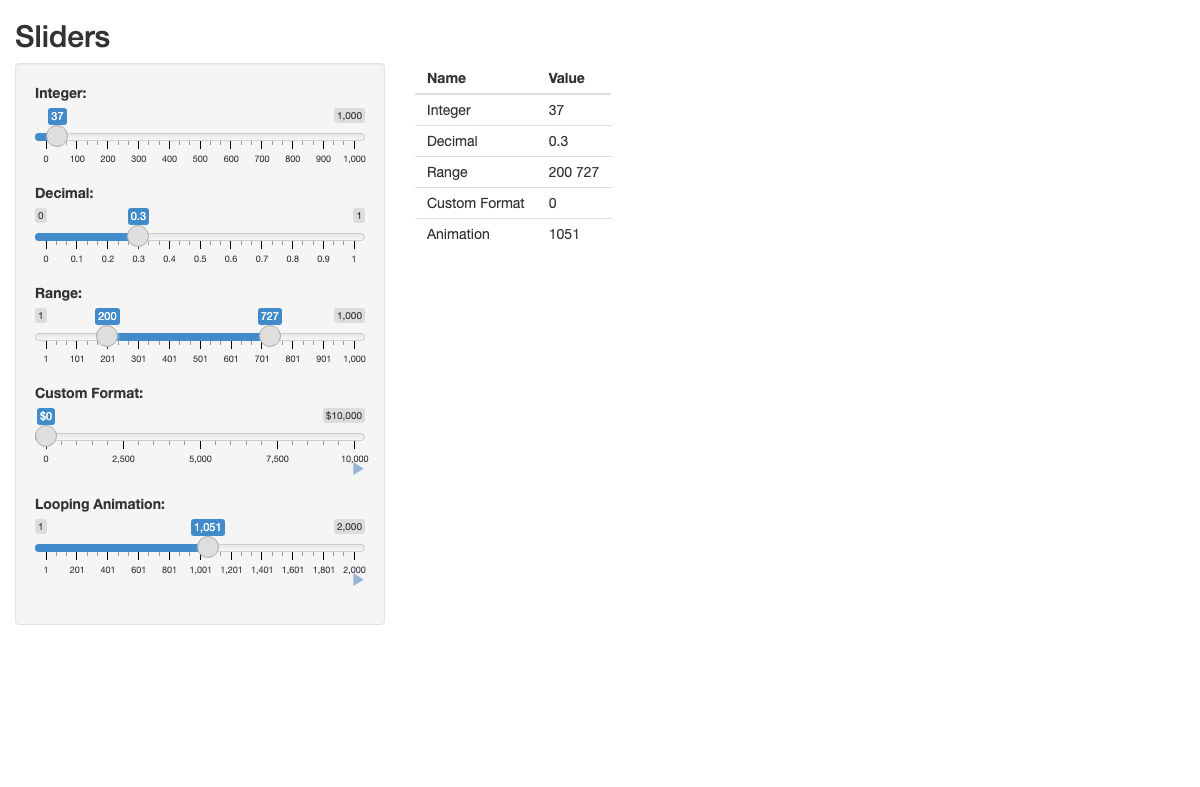 Sliders
Integer:
37 1,000
0 100 200 300 400 500 600 700 800 900 1,000
Decimal:
0 0.3 1
0 0.1 0.2 0.3 0.4 0.5 0.6 0.7 0.8 0.9 1
Range:
1 200 727 1,000
1 101 201 301 401 501 601 701 801 901 1,000
Custom Format:
$0 $10,000
0 2,500 5,000 7,500 10,000
Looping Animation:
1 1,051 2,000
1 201 401 601 801 1,001 1,201 1,401 1,601 1,801 2,000
Name Value
Integer 37
Decimal 0.3
Range 200 727
Custom Format 0
Animation 1051